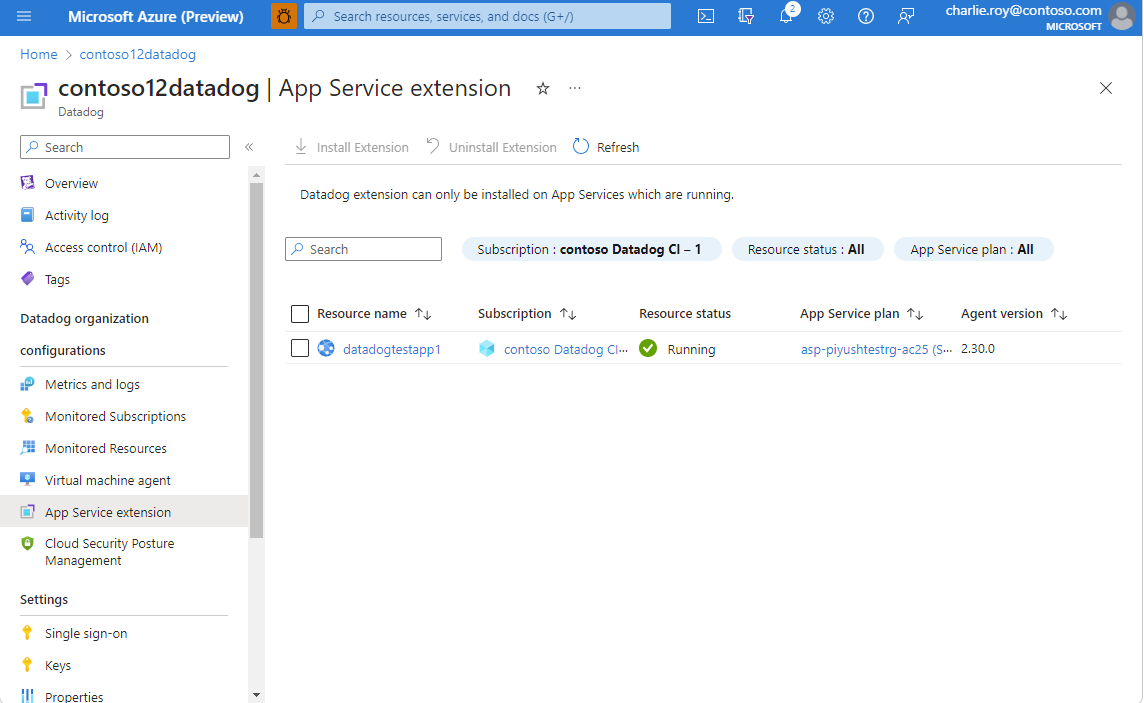 Microsoft Azure (Preview)
Search resources, services, and docs (G+/)
2
charlie.roy@contoso.com
MICROSOFT
Home > contoso12datadog
contoso12datadog | App Service extension
Datadog
Search
Overview
Activity log
Access control (IAM)
Tags
Datadog organization
configurations
Metrics and logs
Monitored Subscriptions
Monitored Resources
Virtual machine agent
App Service extension
Cloud Security Posture
Management
Settings
Single sign-on
Keys
Properties
Install Extension Uninstall Extension Refresh
Datadog extension can only be installed on App Services which are running.
Search Subscription : contoso Datadog CI – 1 Resource status : All App Service plan : All
Resource name Subscription Resource status App Service plan Agent version
datadogtestapp1 contoso Datadog CI... Running asp-piyushtestrg-ac25 (S... 2.30.0